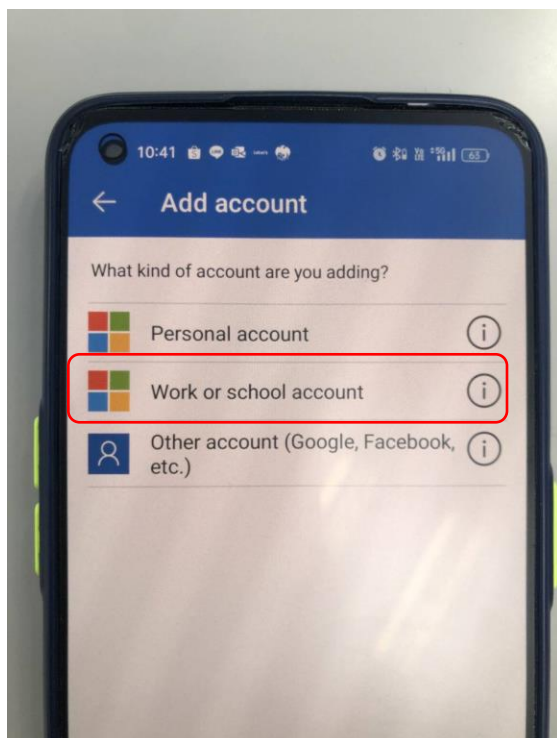 10:41 65
Add account
What kind of account are you adding?
Personal account
Work or school account
Other account (Google, Facebook,
etc.)